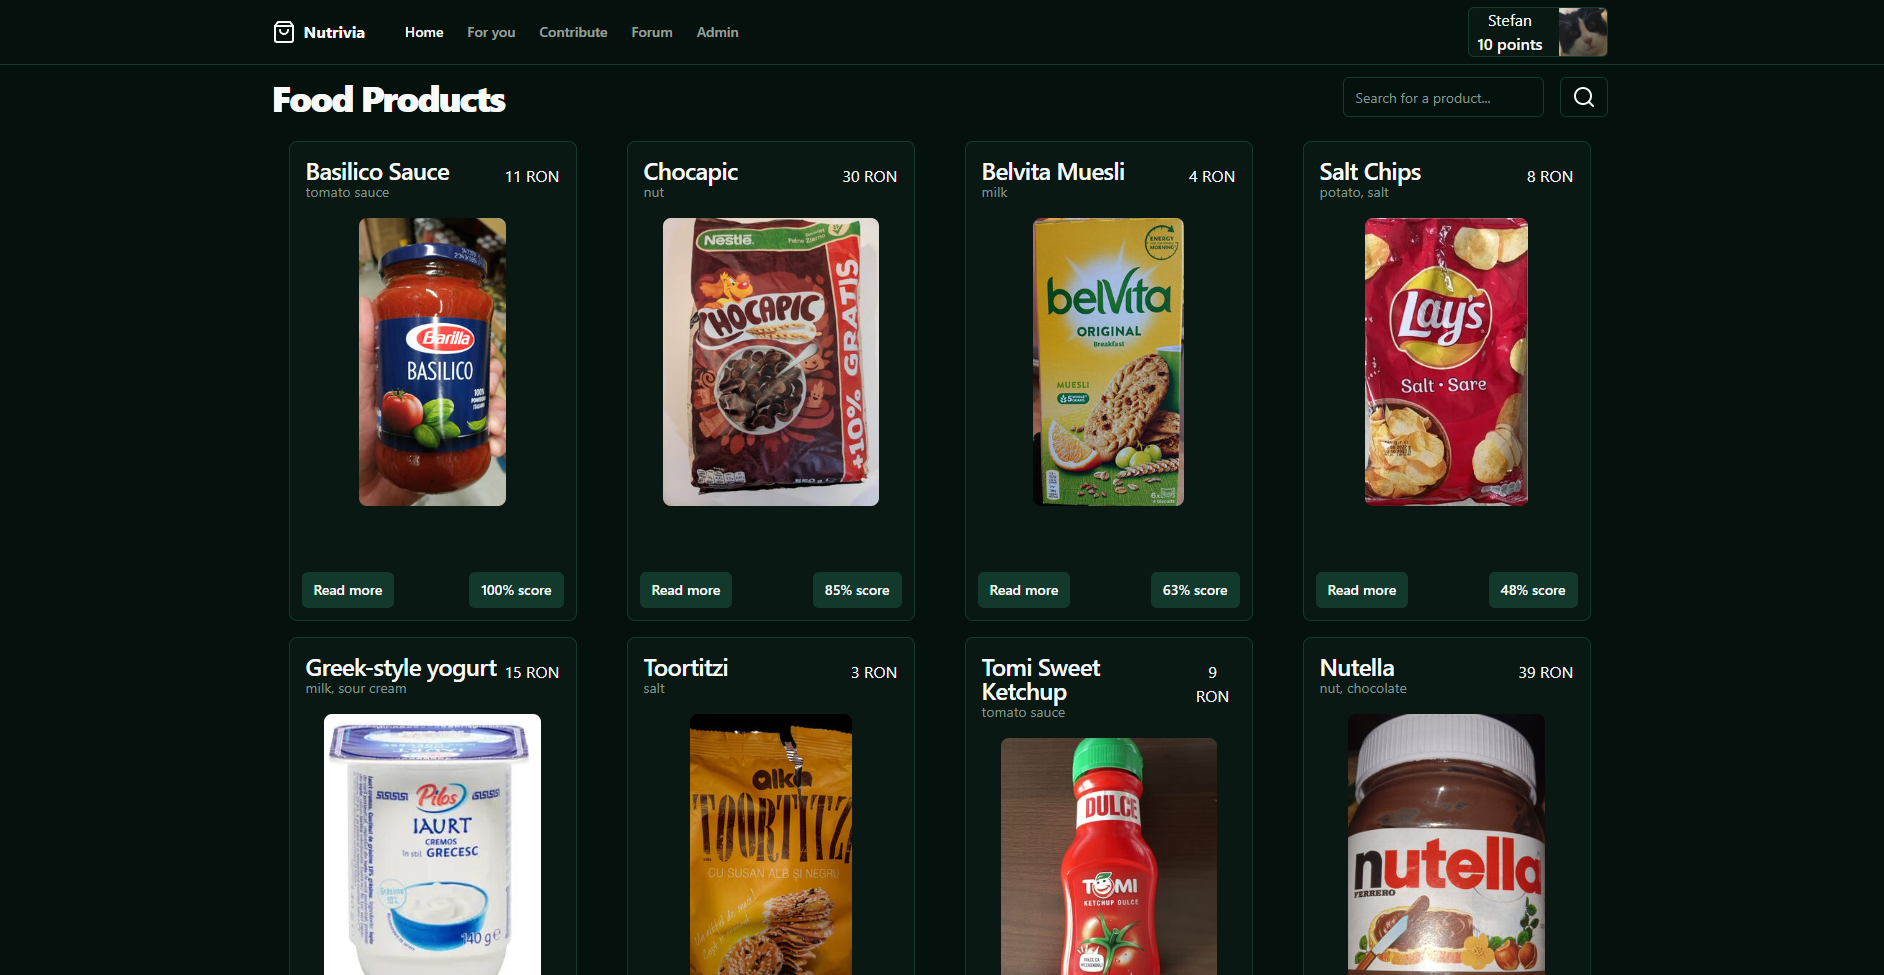 Nutrivia
Home
For you
Contribute
Forum
Admin
Stefan
10 points
Food Products
Search for a product...
Basilico Sauce
11 RON
tomato sauce
Barilla
BASILICO
100%
Read more
100% score
Chocapic
30 RON
nut
Nestlé
CHOCAPIC
+10% GRATIS
Read more
85% score
Belvita Muesli
4 RON
milk
ENERGY
MORNING
belVita
ORIGINAL
Breakfast
MUESLI
5
Read more
63% score
Salt Chips
8 RON
potato, salt
Lay's
Salt • Sare
Read more
48% score
Greek-style yogurt
15 RON
milk, sour cream
Pilos
IAURT
CREMOS
în stil GRECESC
140 g e
Toortitzi
3 RON
salt
alka
TOORTITZI
CU SUSAN ALB ȘI NEGRU
Tomi Sweet
Ketchup
9
RON
tomato sauce
DULCE
TOMI
KETCHUP DULCE
Nutella
39 RON
nut, chocolate
nutella
FERRERO